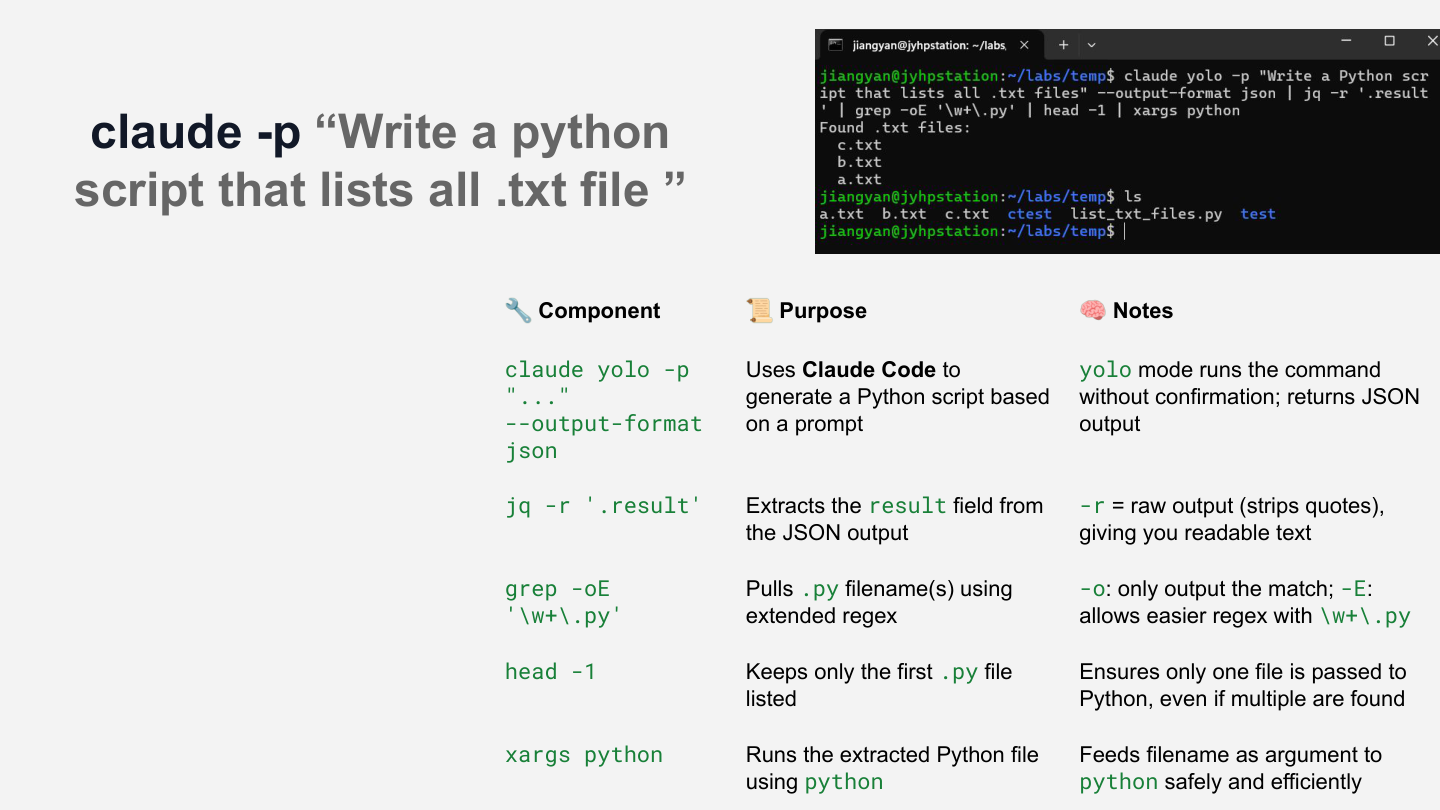 claude -p “Write a python
script that lists all .txt file ”
jiangyan@jyhpstation: ~/labs,
jiangyan@jyhpstation:~/labs/temp$ claude yolo -p "Write a Python scr
ipt that lists all .txt files" --output-format json | jq -r '.result
' | grep -oE '\w+\.py' | head -1 | xargs python
Found .txt files:
c.txt
b.txt
a.txt
jiangyan@jyhpstation:~/labs/temp$ ls
a.txt  b.txt  c.txt  ctest  list_txt_files.py  test
jiangyan@jyhpstation:~/labs/temp$
🔧 Component
📜 Purpose
🧠 Notes
claude yolo -p
"..."
--output-format
json
Uses Claude Code to
generate a Python script based
on a prompt
yolo mode runs the command
without confirmation; returns JSON
output
jq -r '.result'
Extracts the result field from
the JSON output
-r = raw output (strips quotes),
giving you readable text
grep -oE
'\w+\.py'
Pulls .py filename(s) using
extended regex
-o: only output the match; -E:
allows easier regex with \w+\.py
head -1
Keeps only the first .py file
listed
Ensures only one file is passed to
Python, even if multiple are found
xargs python
Runs the extracted Python file
using python
Feeds filename as argument to
python safely and efficiently